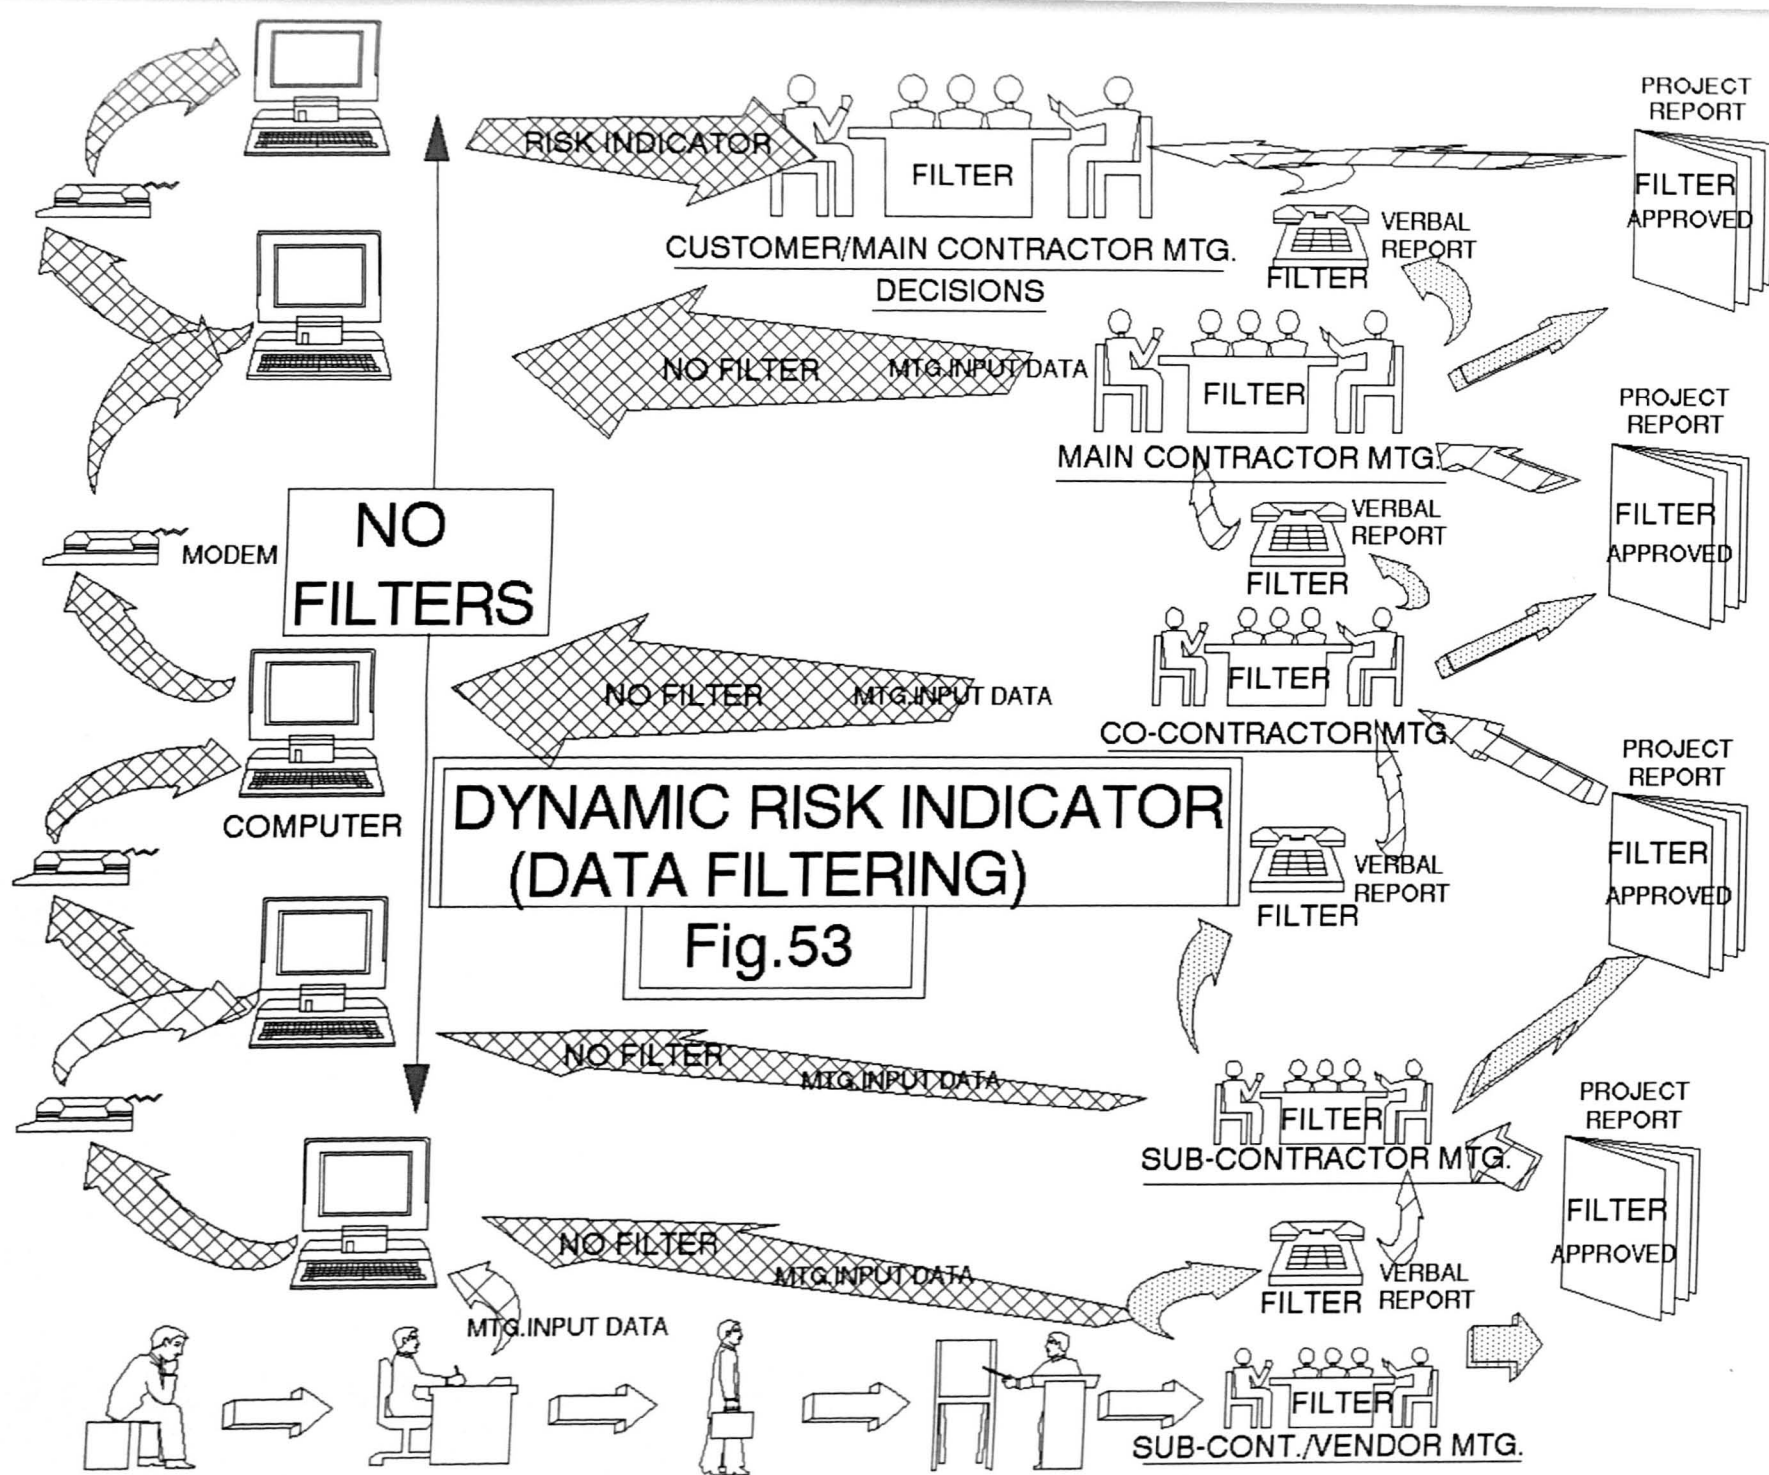 PROJECT
REPORT
RISK INDICATOR
FILTER
FILTER
APPROVED
VERBAL
REPORT
FILTER
CUSTOMER/MAIN CONTRACTOR MTG.
DECISIONS
NO FILTER
MTG.INPUT DATA
FILTER
PROJECT
REPORT
MAIN CONTRACTOR MTG.
FILTER
APPROVED
VERBAL
REPORT
FILTER
NO
FILTERS
MODEM
NO FILTER
MTG.INPUT DATA
FILTER
CO-CONTRACTOR MTG.
PROJECT
REPORT
COMPUTER
DYNAMIC RISK INDICATOR
(DATA FILTERING)
Fig.53
VERBAL
REPORT
FILTER
FILTER
APPROVED
NO FILTER
MTG.INPUT DATA
FILTER
SUB-CONTRACTOR MTG.
PROJECT
REPORT
FILTER
APPROVED
NO FILTER
MTG.INPUT DATA
VERBAL
REPORT
FILTER
MTG.INPUT DATA
FILTER
SUB-CONT./VENDOR MTG.